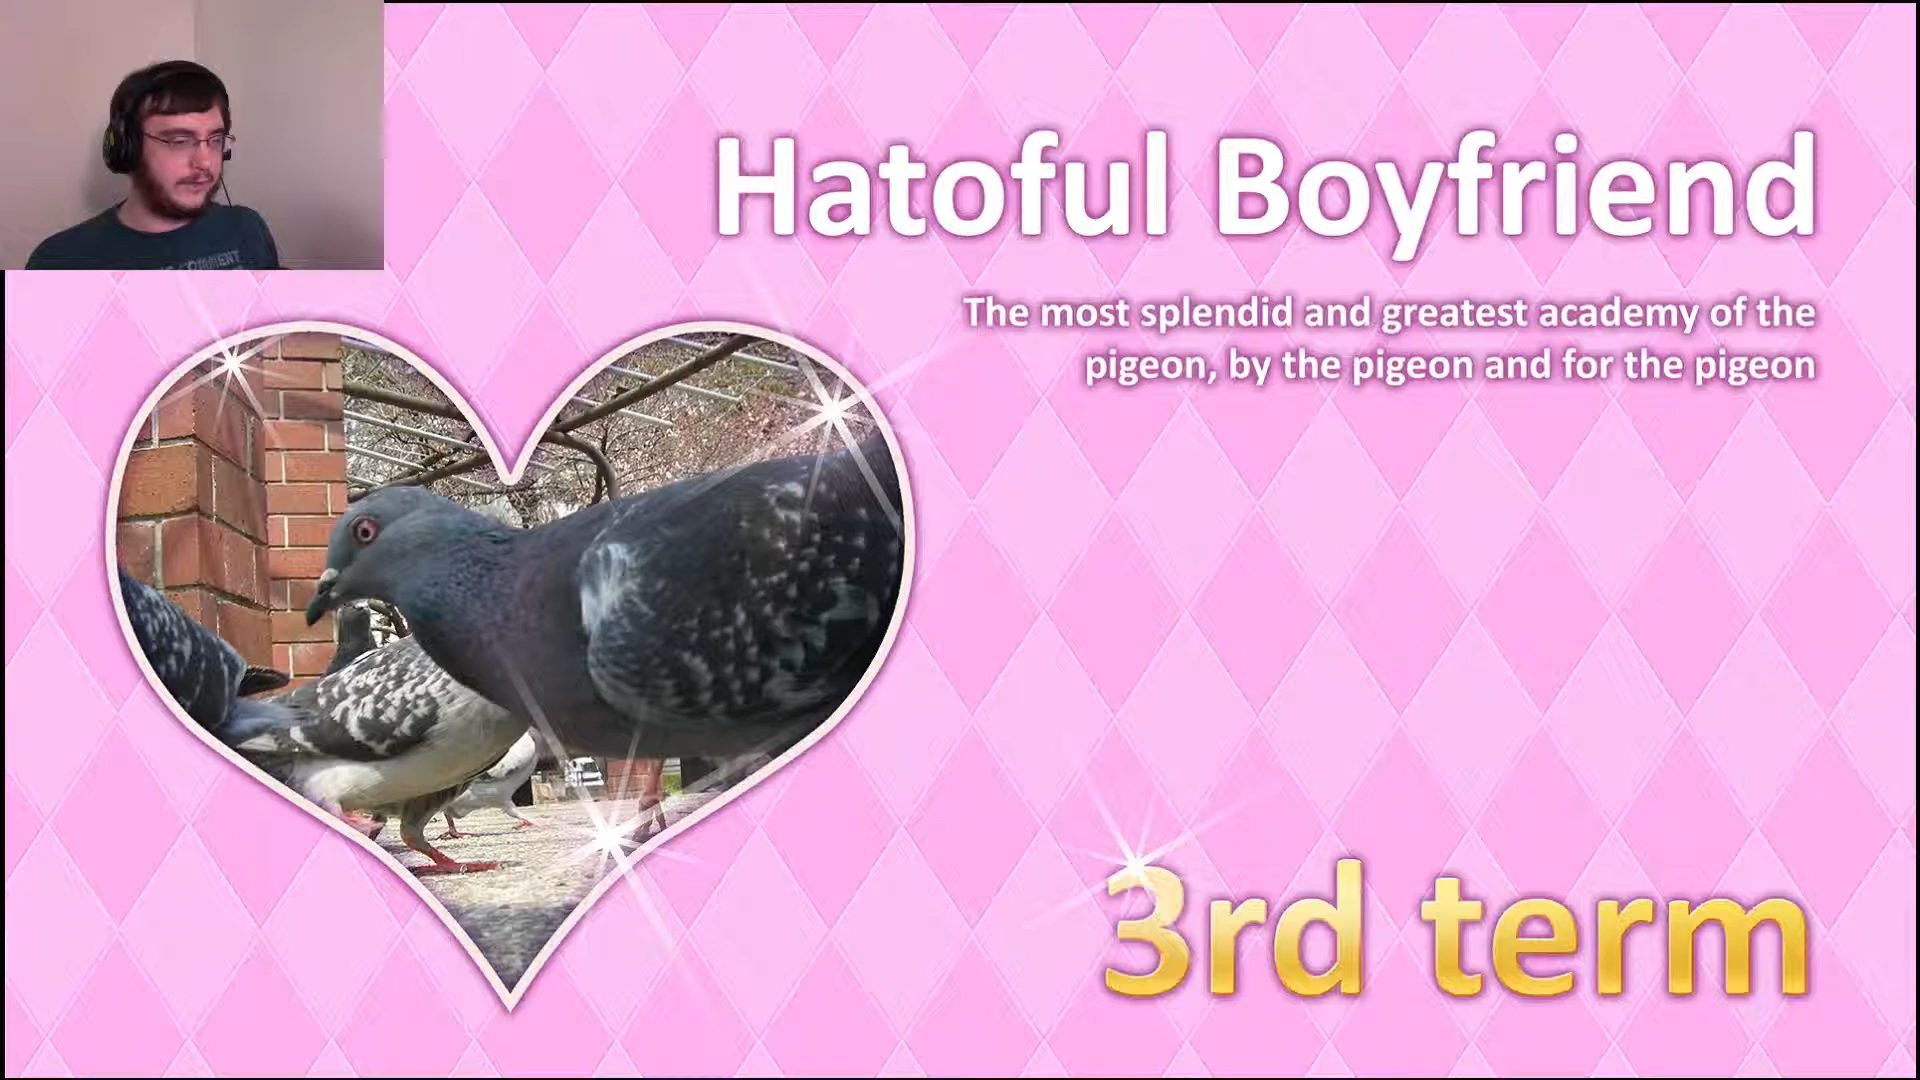 Hatoful Boyfriend
The most splendid and greatest academy of the
pigeon, by the pigeon and for the pigeon
3rd term
COMMENT